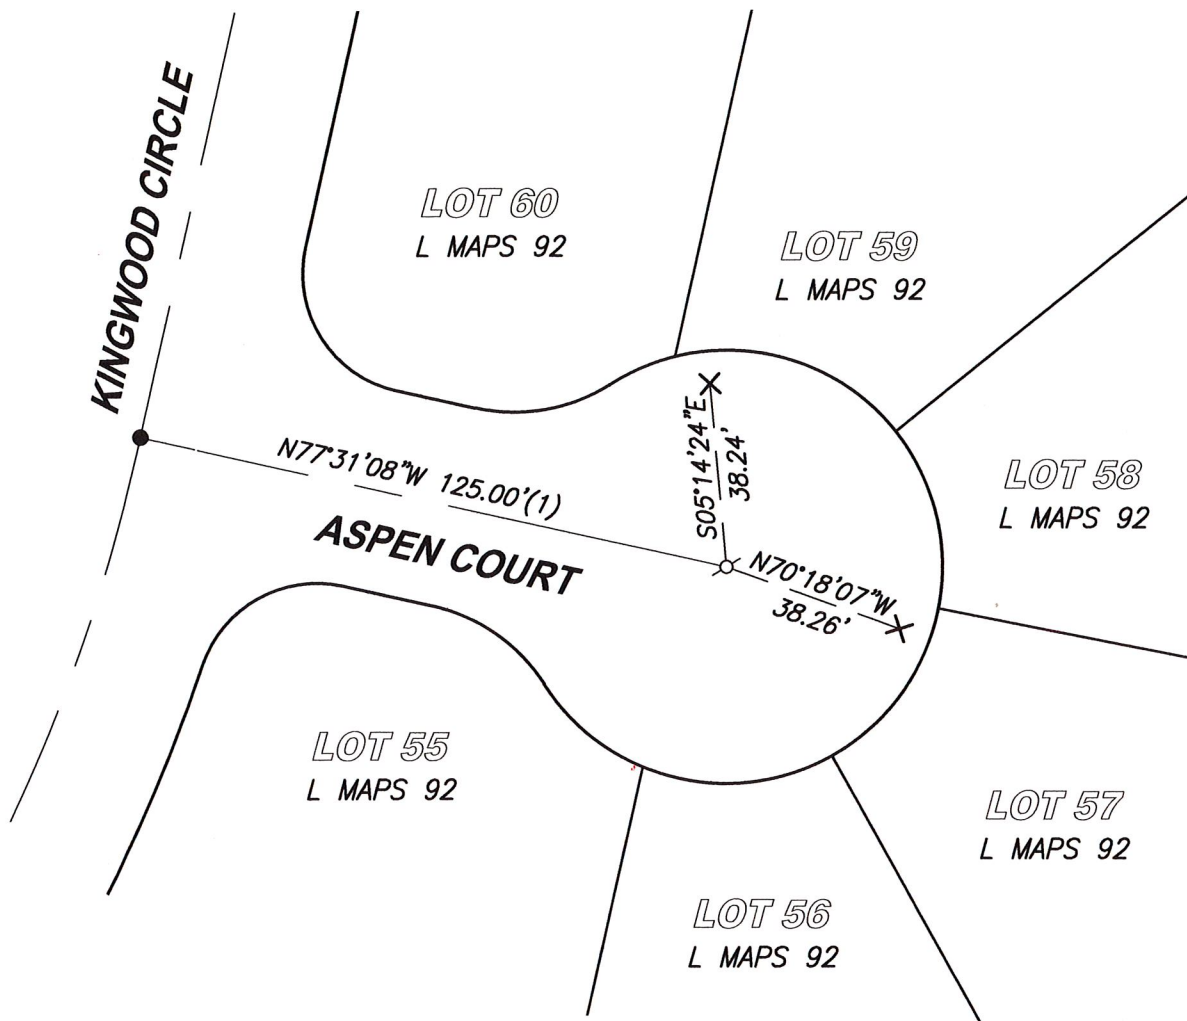 KINGWOOD CIRCLE
LOT 60
L MAPS 92
LOT 59
L MAPS 92
S05°14'24"E
38.24'
N77°31'08"W 125.00'(1)
ASPEN COURT
LOT 58
L MAPS 92
N70°18'07"W
38.26'
LOT 55
L MAPS 92
LOT 57
L MAPS 92
LOT 56
L MAPS 92